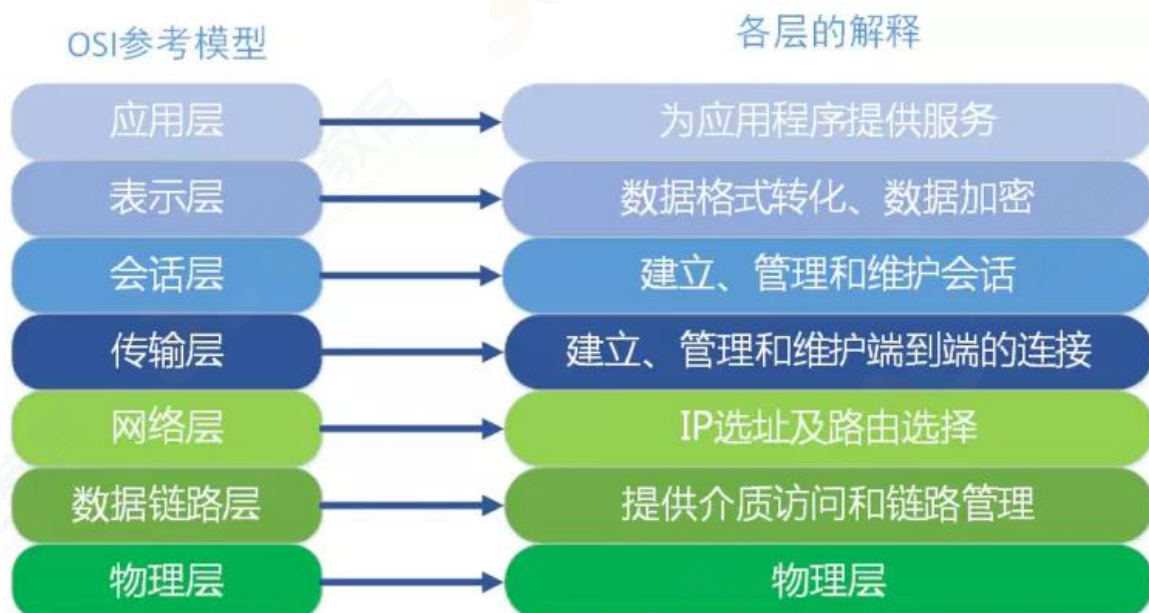 OSI参考模型 各层的解释
应用层 为应用程序提供服务
表示层 数据格式转化、数据加密
会话层 建立、管理和维护会话
传输层 建立、管理和维护端到端的连接
网络层 IP选址及路由选择
数据链路层 提供介质访问和链路管理
物理层 物理层